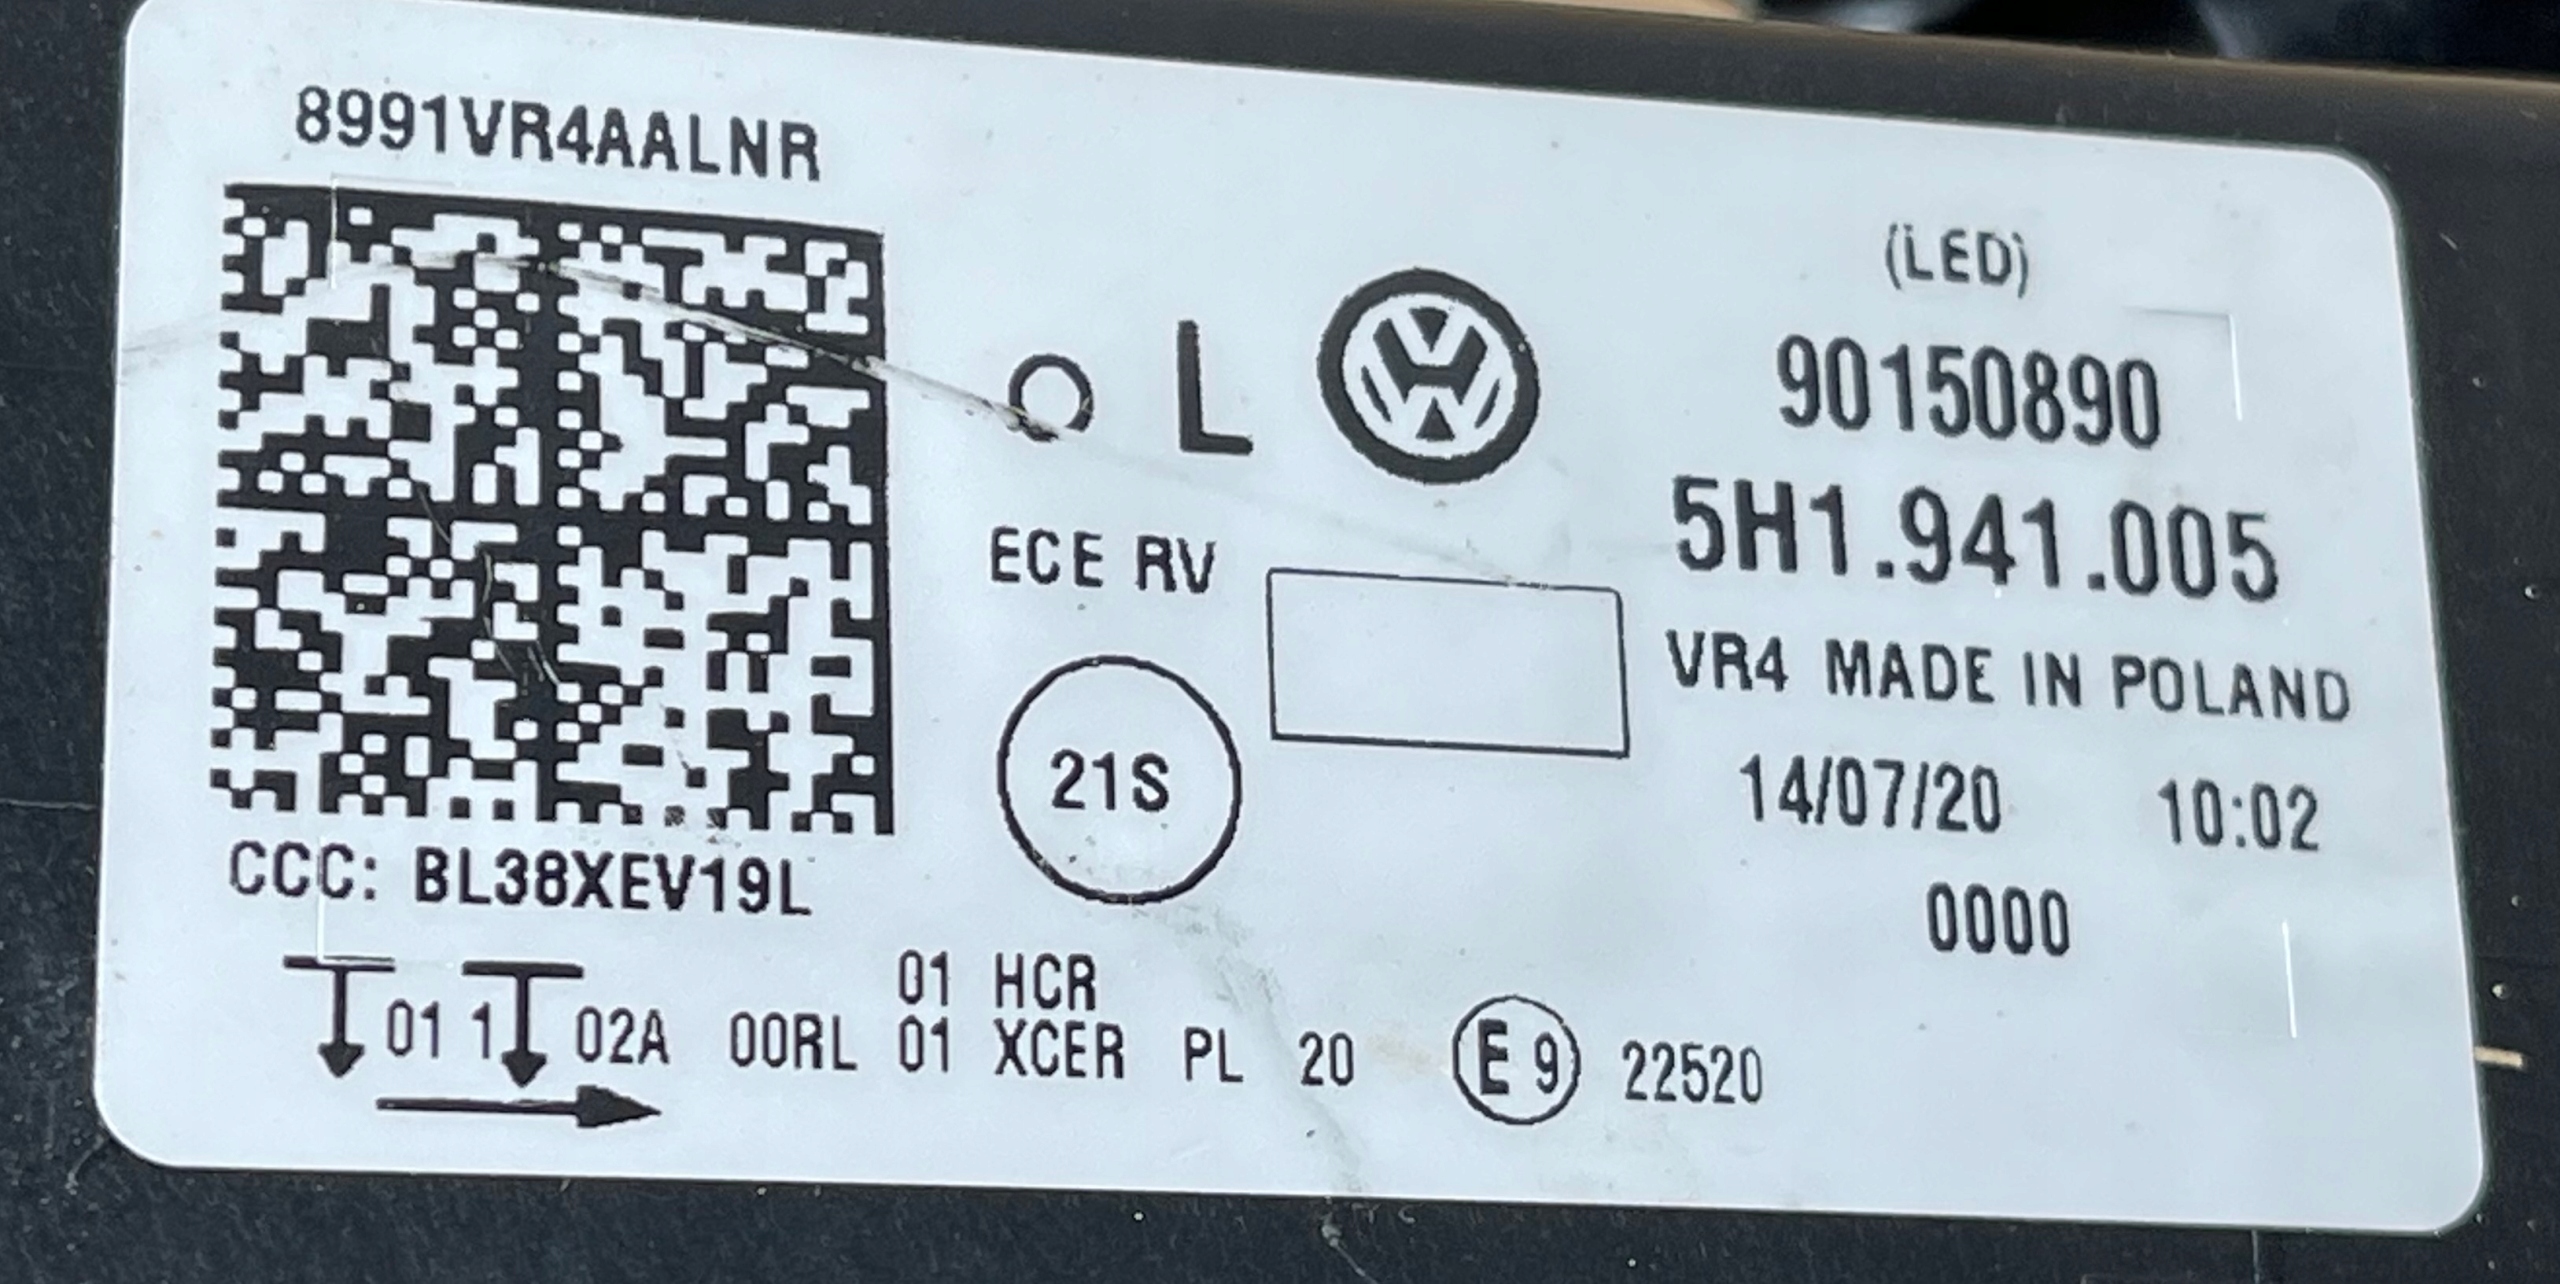 8991VR4AALNR
(LED)
O L
90150890
5H1.941.005
ECE RV
VR4 MADE IN POLAND
21S
14/07/20 10:02
CCC: BL38XEV19L
0000
01 HCR
01 1 02A 00RL 01 XCER PL 20 E 9 22520